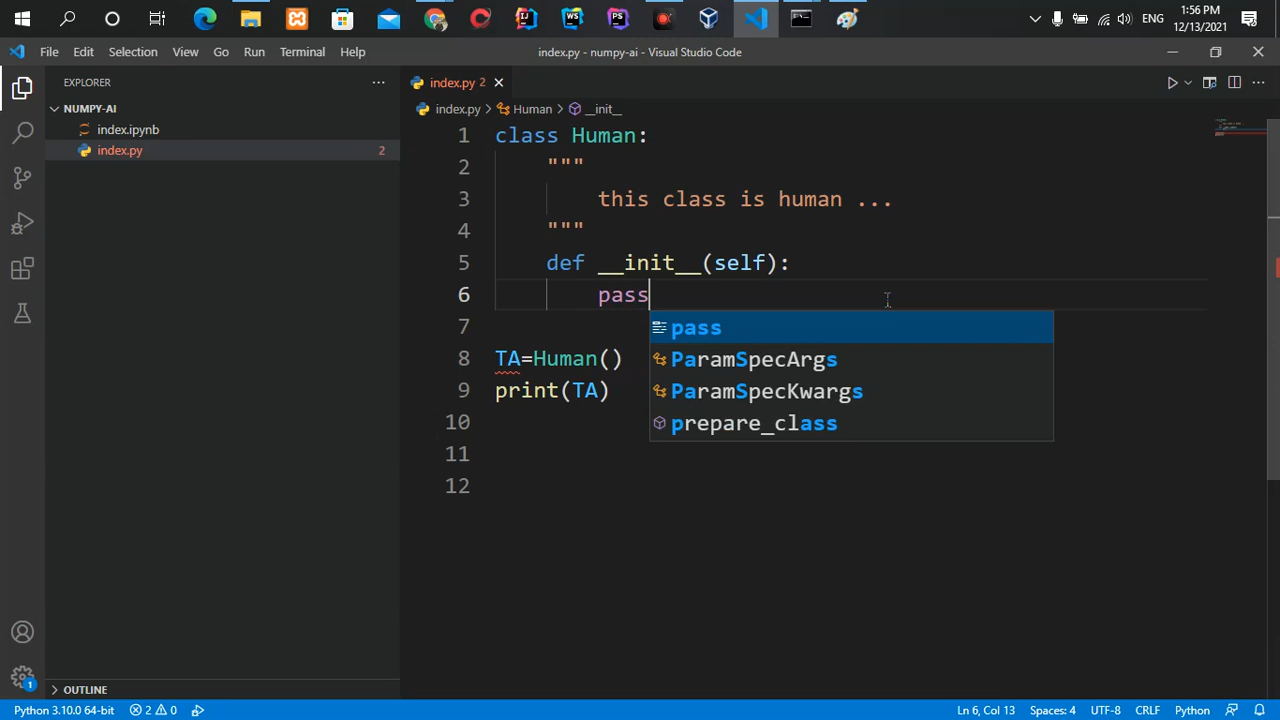 1:56 PM
ENG
12/13/2021
File Edit Selection View Go Run Terminal Help
index.py - numpy-ai - Visual Studio Code
EXPLORER
NUMPY-AI
index.ipynb
index.py 2
index.py 2
index.py > Human > __init__
1 class Human:
2 """
3 this class is human ...
4 """
5 def __init__(self):
6 pass
7
8 TA=Human()
9 print(TA)
10
11
12
pass
ParamSpecArgs
ParamSpecKwargs
prepare_class
OUTLINE
1
Python 3.10.0 64-bit 2 0 Ln 6, Col 13 Spaces: 4 UTF-8 CRLF Python